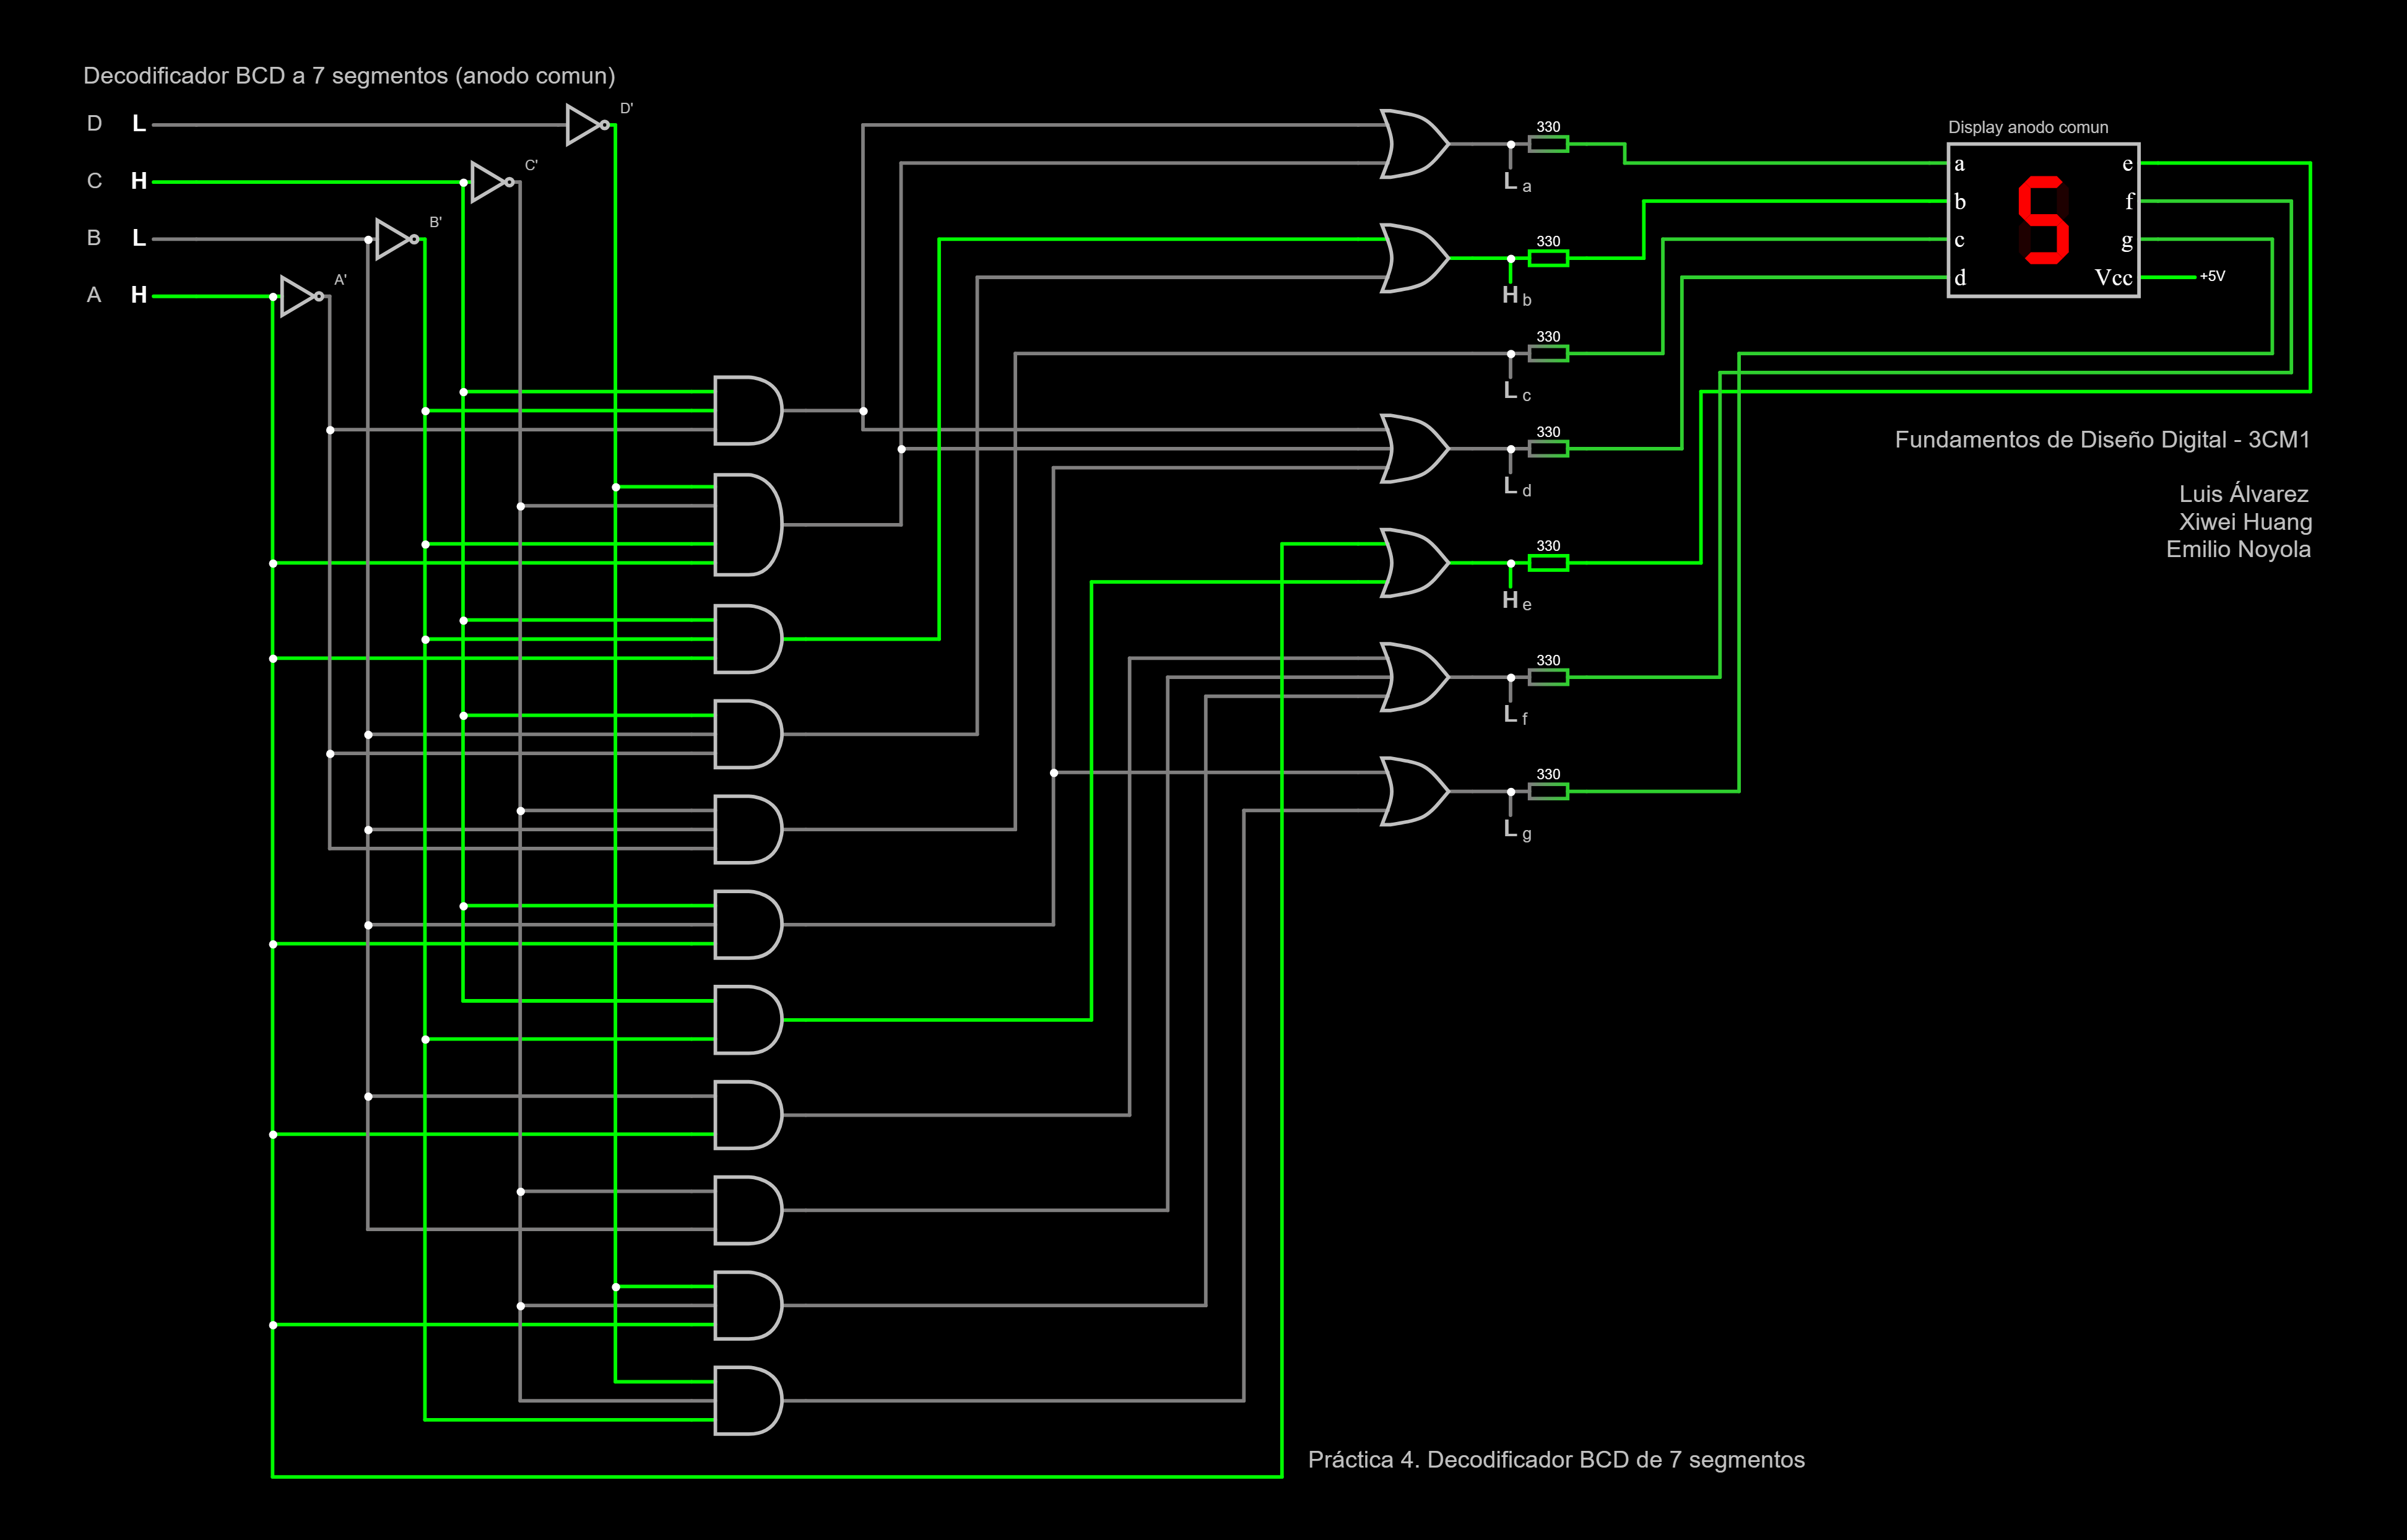 Decodificador BCD a 7 segmentos (anodo comun)
D L
D'
C H
C'
B L
B'
A H
A'
330
L a
330
H b
330
L c
330
L d
330
H e
330
L f
330
L g
Display anodo comun
a e
b f
c g
d Vcc +5V
Fundamentos de Diseño Digital - 3CM1
Luis Álvarez
Xiwei Huang
Emilio Noyola
Práctica 4. Decodificador BCD de 7 segmentos